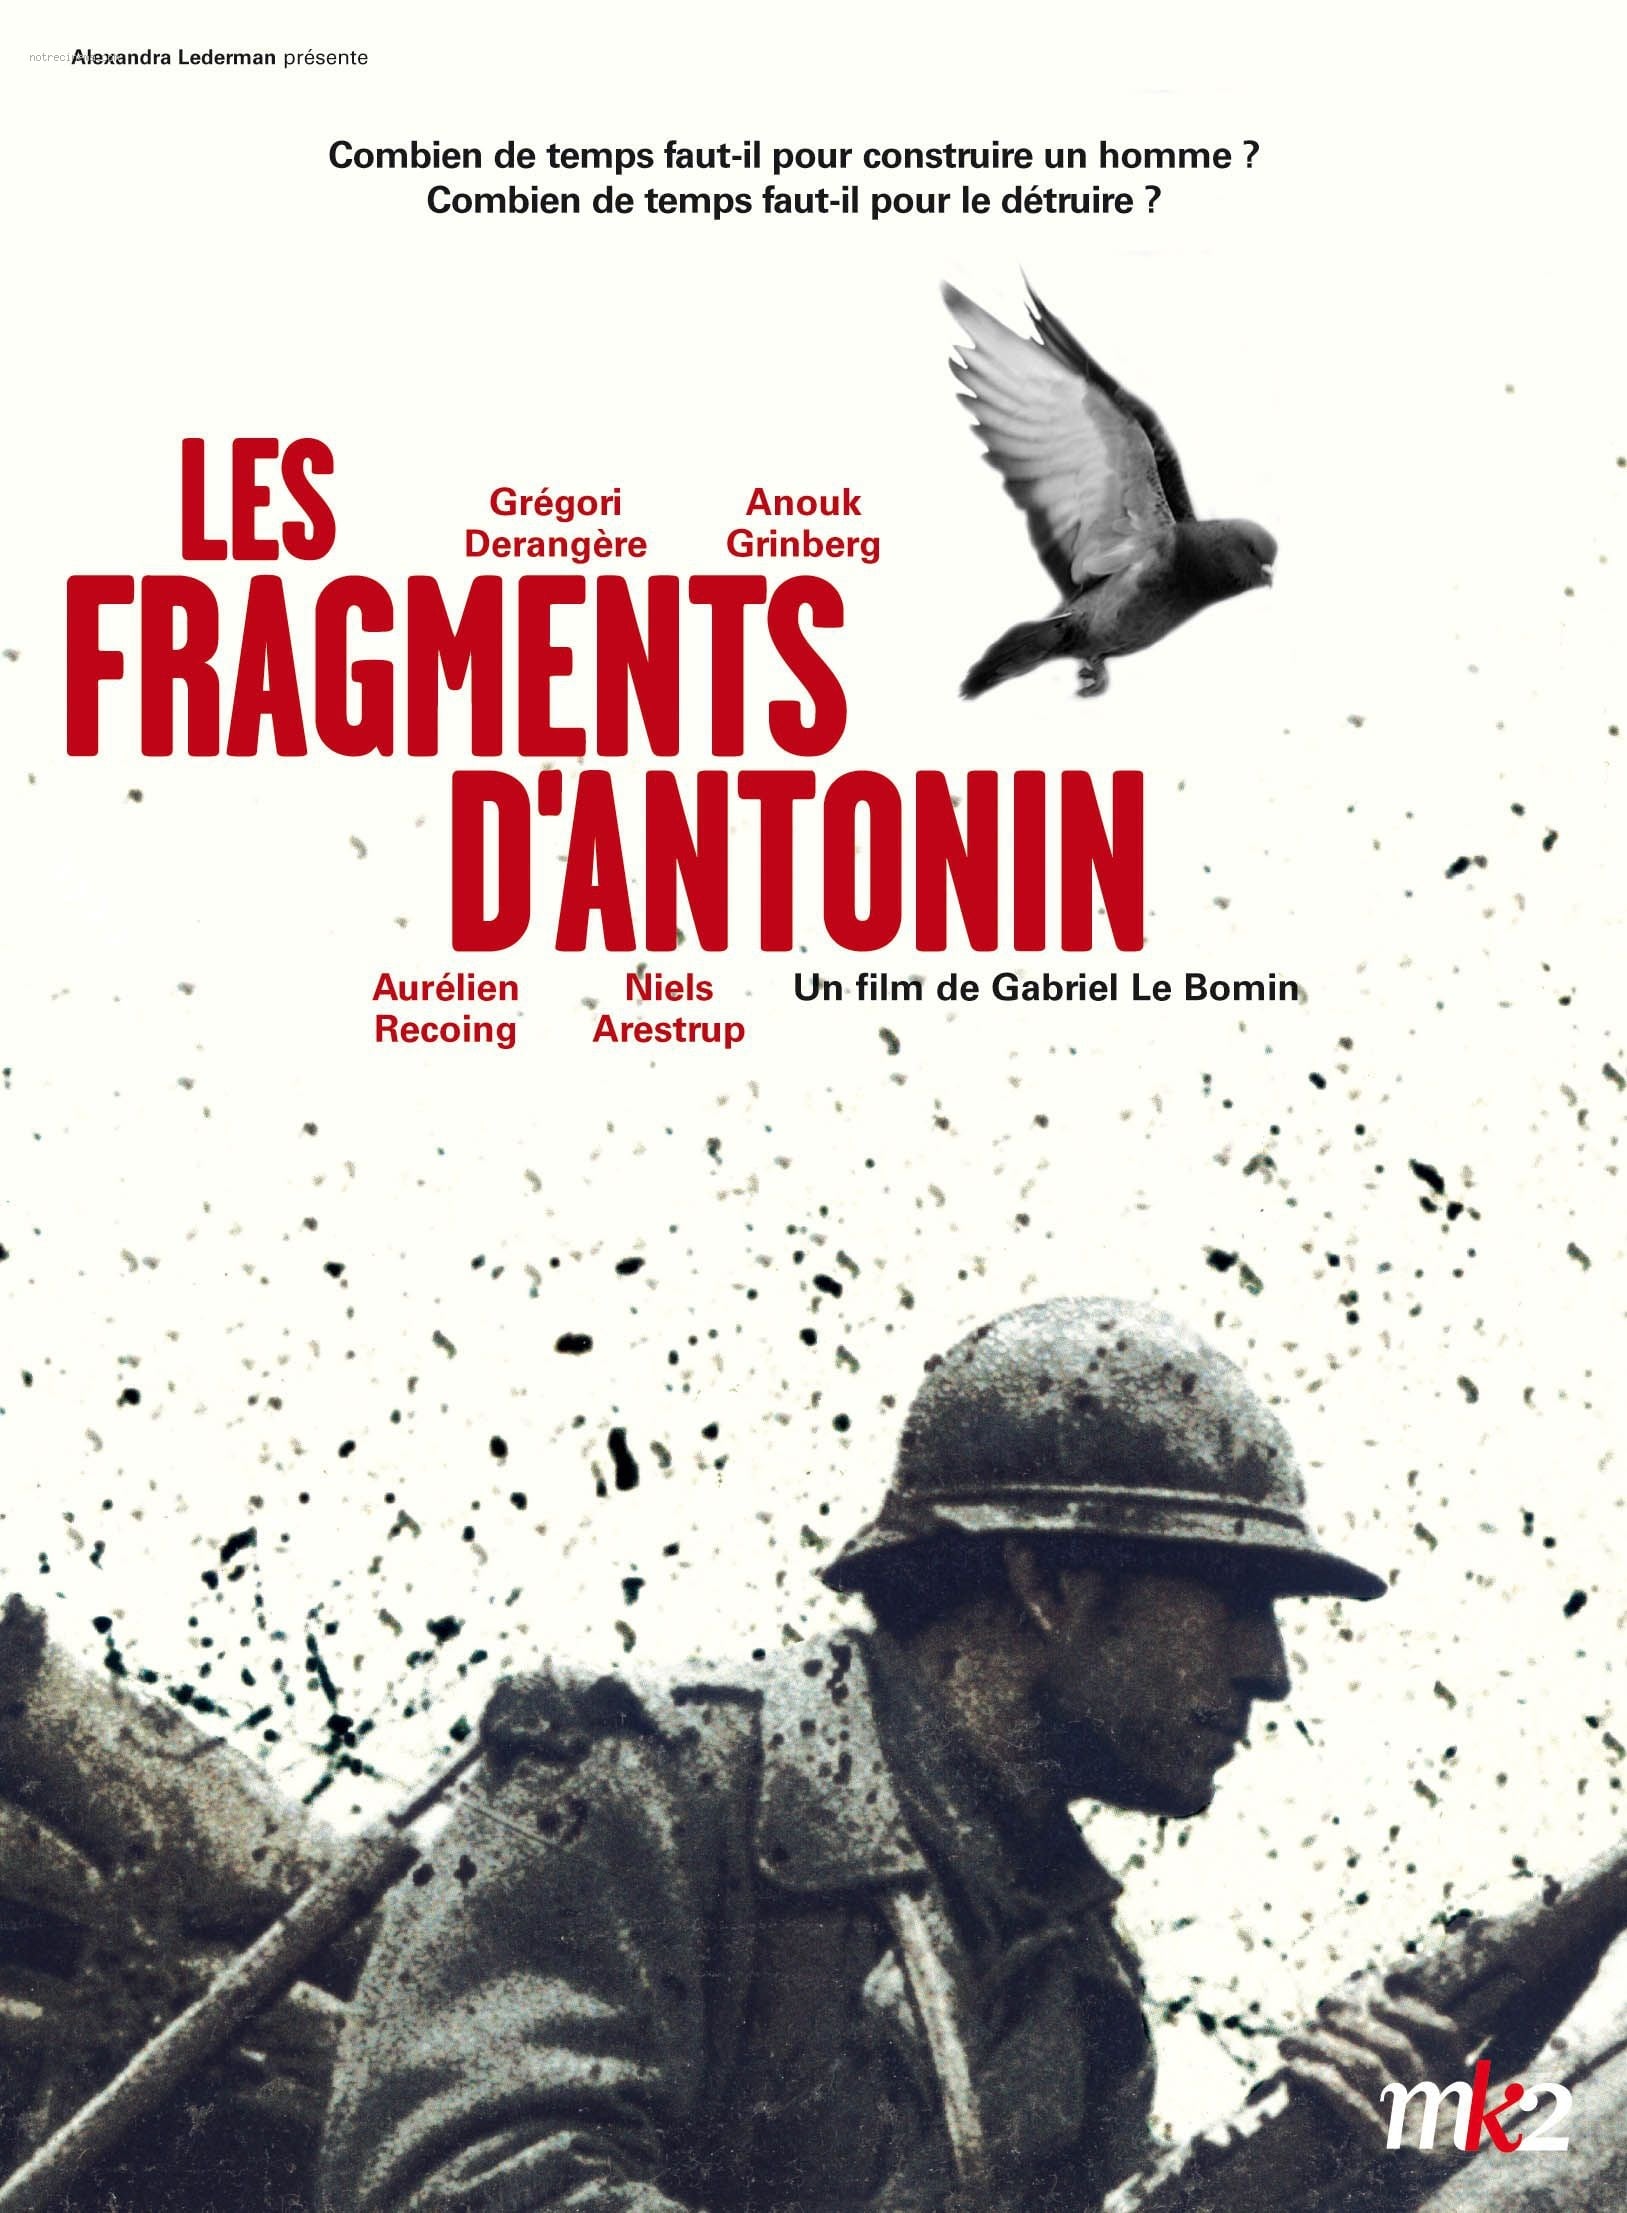 Alexandra Lederman présente
Combien de temps faut-il pour construire un homme ?
Combien de temps faut-il pour le détruire ?
LES
Grégori Anouk
Derangère Grinberg
FRAGMENTS
D'ANTONIN
Aurélien Niels Un film de Gabriel Le Bomin
Recoing Arestrup
mk2